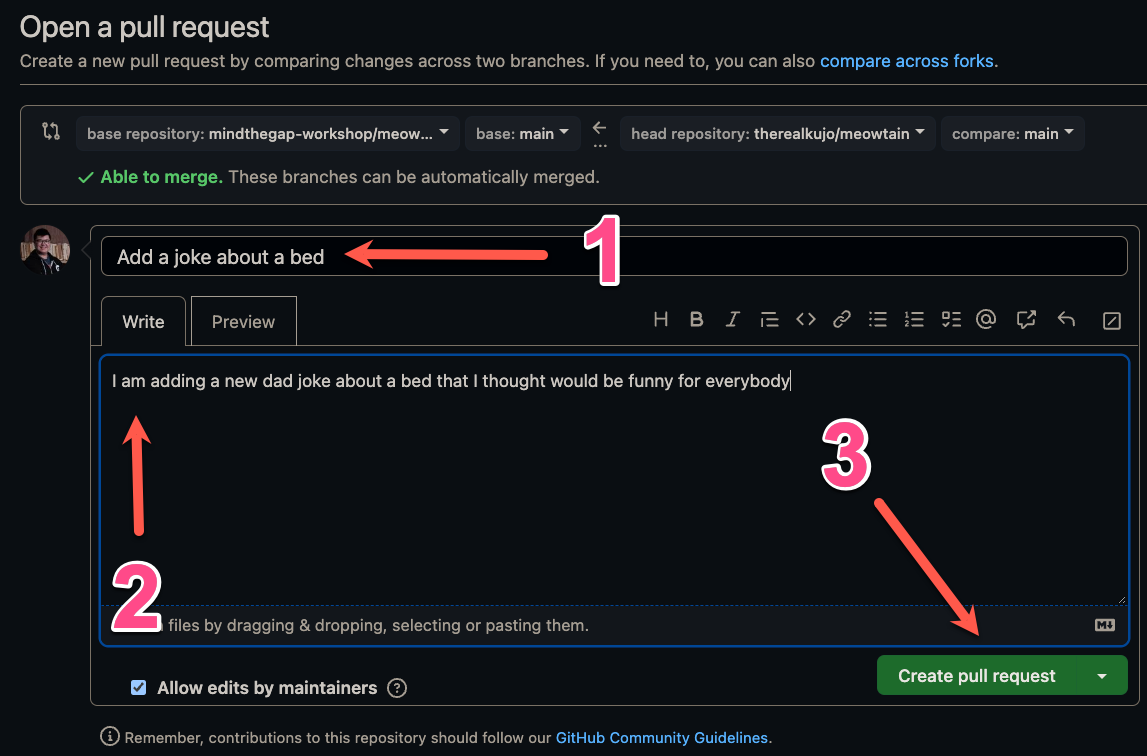 Open a pull request
Create a new pull request by comparing changes across two branches. If you need to, you can also compare across forks.
base repository: mindthegap-workshop/meow... base: main ← ... head repository: therealkujo/meowtain compare: main
Able to merge. These branches can be automatically merged.
Add a joke about a bed
1
Write Preview H B I @
I am adding a new dad joke about a bed that I thought would be funny for everybody
3
2
files by dragging & dropping, selecting or pasting them. M↓
Allow edits by maintainers ? Create pull request
Remember, contributions to this repository should follow our GitHub Community Guidelines.